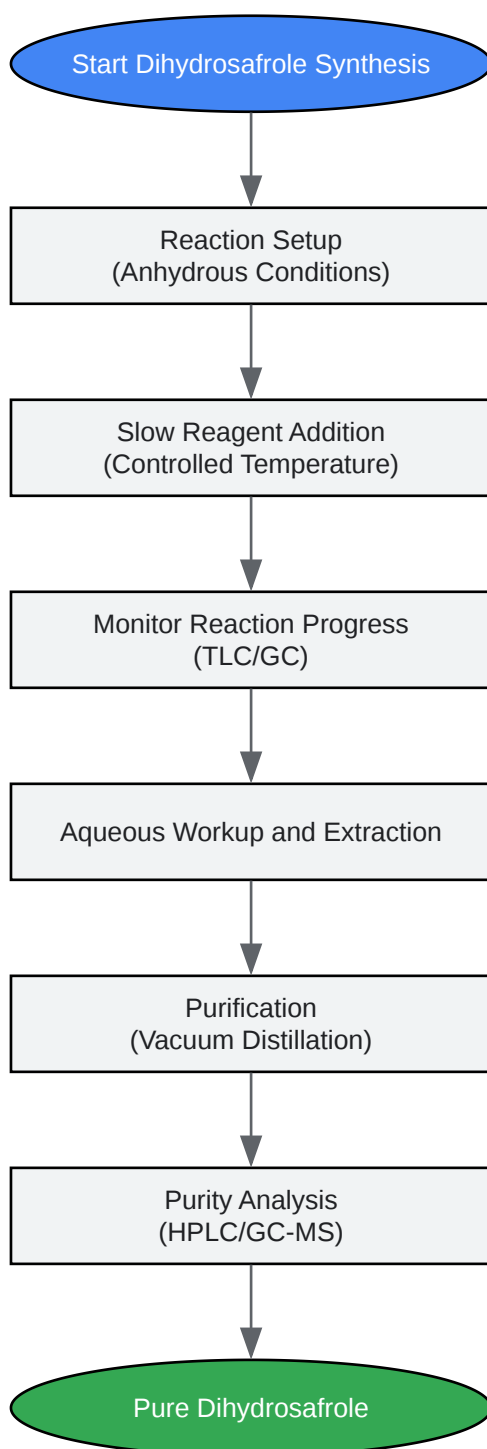 Start Dihydrosafrole Synthesis
Reaction Setup
(Anhydrous Conditions)
Slow Reagent Addition
(Controlled Temperature)
Monitor Reaction Progress
(TLC/GC)
Aqueous Workup and Extraction
Purification
(Vacuum Distillation)
Purity Analysis
(HPLC/GC-MS)
Pure Dihydrosafrole